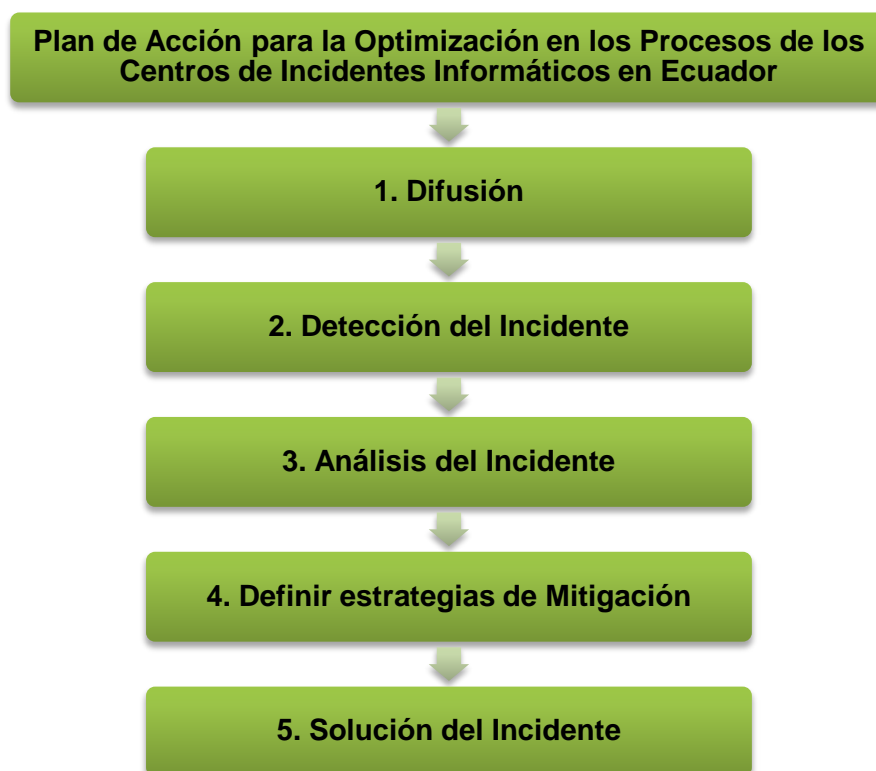 Plan de Acción para la Optimización en los Procesos de los
Centros de Incidentes Informáticos en Ecuador
1. Difusión
2. Detección del Incidente
3. Análisis del Incidente
4. Definir estrategias de Mitigación
5. Solución del Incidente